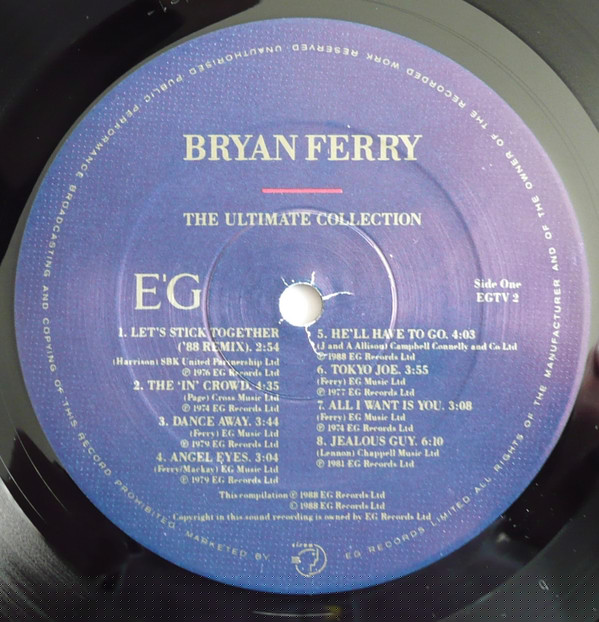 BRYAN FERRY
THE ULTIMATE COLLECTION
E'G
Side One
EGTV 2
1. LET'S STICK TOGETHER
('88 REMIX). 2:54
(Harrison) SBK United Partnership Ltd
℗ 1976 EG Records Ltd
2. THE 'IN' CROWD. 4:35
(Page) Cross Music Ltd
℗ 1974 EG Records Ltd
3. DANCE AWAY. 3:44
(Ferry) EG Music Ltd
℗ 1979 EG Records Ltd
4. ANGEL EYES. 3:04
(Ferry/Mackay) EG Music Ltd
℗ 1979 EG Records Ltd
5. HE'LL HAVE TO GO. 4:03
(J and A Allison) Campbell Connelly and Co Ltd
℗ 1988 EG Records Ltd
6. TOKYO JOE. 3:55
(Ferry) EG Music Ltd
℗ 1977 EG Records Ltd
7. ALL I WANT IS YOU. 3:08
(Ferry) EG Music Ltd
℗ 1974 EG Records Ltd
8. JEALOUS GUY. 6:10
(Lennon) Chappell Music Ltd
℗ 1981 EG Records Ltd
This compilation ℗ 1988 EG Records Ltd
© 1988 EG Records Ltd
Copyright in this sound recording is owned by EG Records Ltd
EG RECORDS LIMITED ALL RIGHTS OF THE MANUFACTURER AND OF THE OWNER OF THE RECORDED WORK RESERVED. UNAUTHORISED PUBLIC PERFORMANCE BROADCASTING AND COPYING OF THIS RECORD PROHIBITED. MARKETED BY